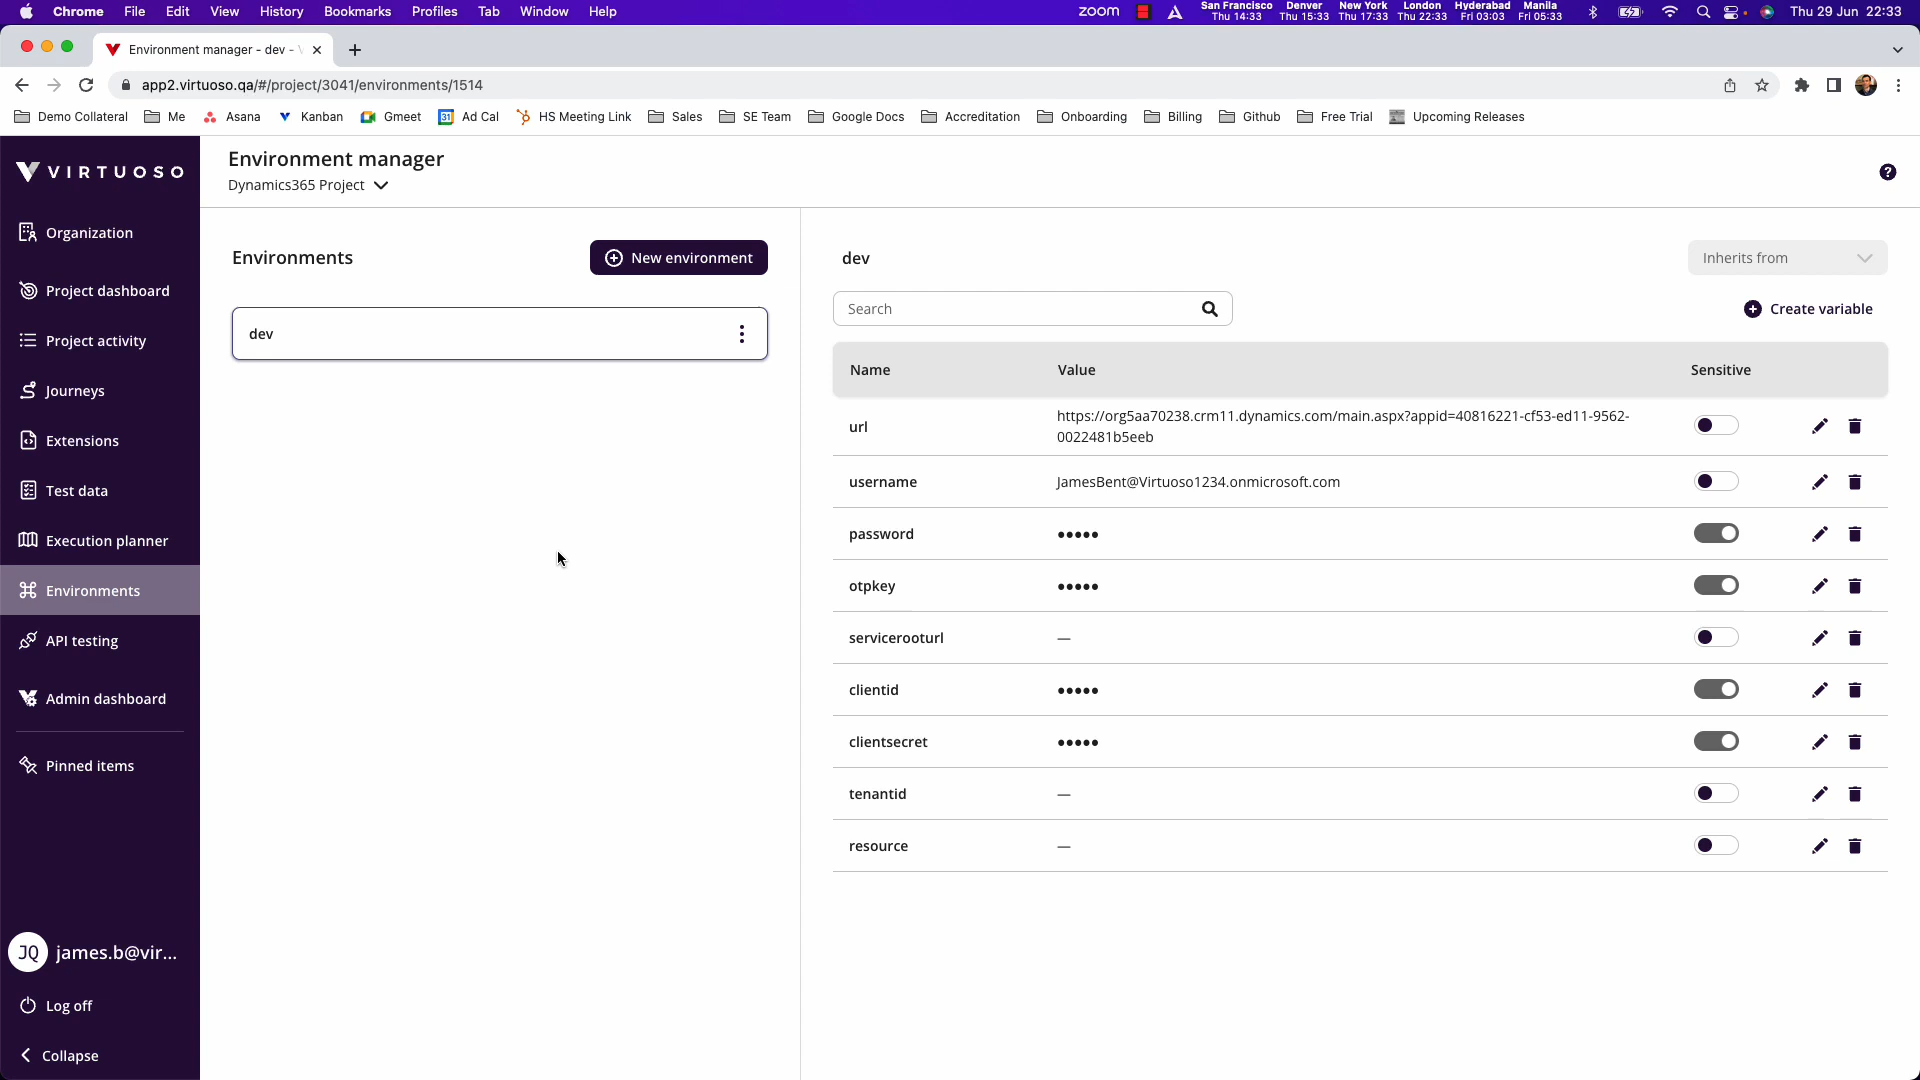 Chrome File Edit View History Bookmarks Profiles Tab Window Help
zoom
San Francisco Denver New York London Hyderabad Manila
Thu 14:33 Thu 15:33 Thu 17:33 Thu 22:33 Fri 03:03 Fri 05:33
Thu 29 Jun 22:33
Environment manager - dev -
app2.virtuoso.qa/#/project/3041/environments/1514
Demo Collateral Me Asana Kanban Gmeet 31 Ad Cal HS Meeting Link Sales SE Team Google Docs Accreditation Onboarding Billing Github Free Trial Upcoming Releases
VIRTUOSO
Organization
Project dashboard
Project activity
Journeys
Extensions
Test data
Execution planner
Environments
API testing
Admin dashboard
Pinned items
JQ james.b@vir...
Log off
Collapse
Environment manager
Dynamics365 Project
?
Environments
New environment
dev
dev
Inherits from
Search
Create variable
Name Value Sensitive
url https://org5aa70238.crm11.dynamics.com/main.aspx?appid=40816221-cf53-ed11-9562-
0022481b5eeb
username JamesBent@Virtuoso1234.onmicrosoft.com
password •••••
otpkey •••••
servicerooturl —
clientid •••••
clientsecret •••••
tenantid —
resource —